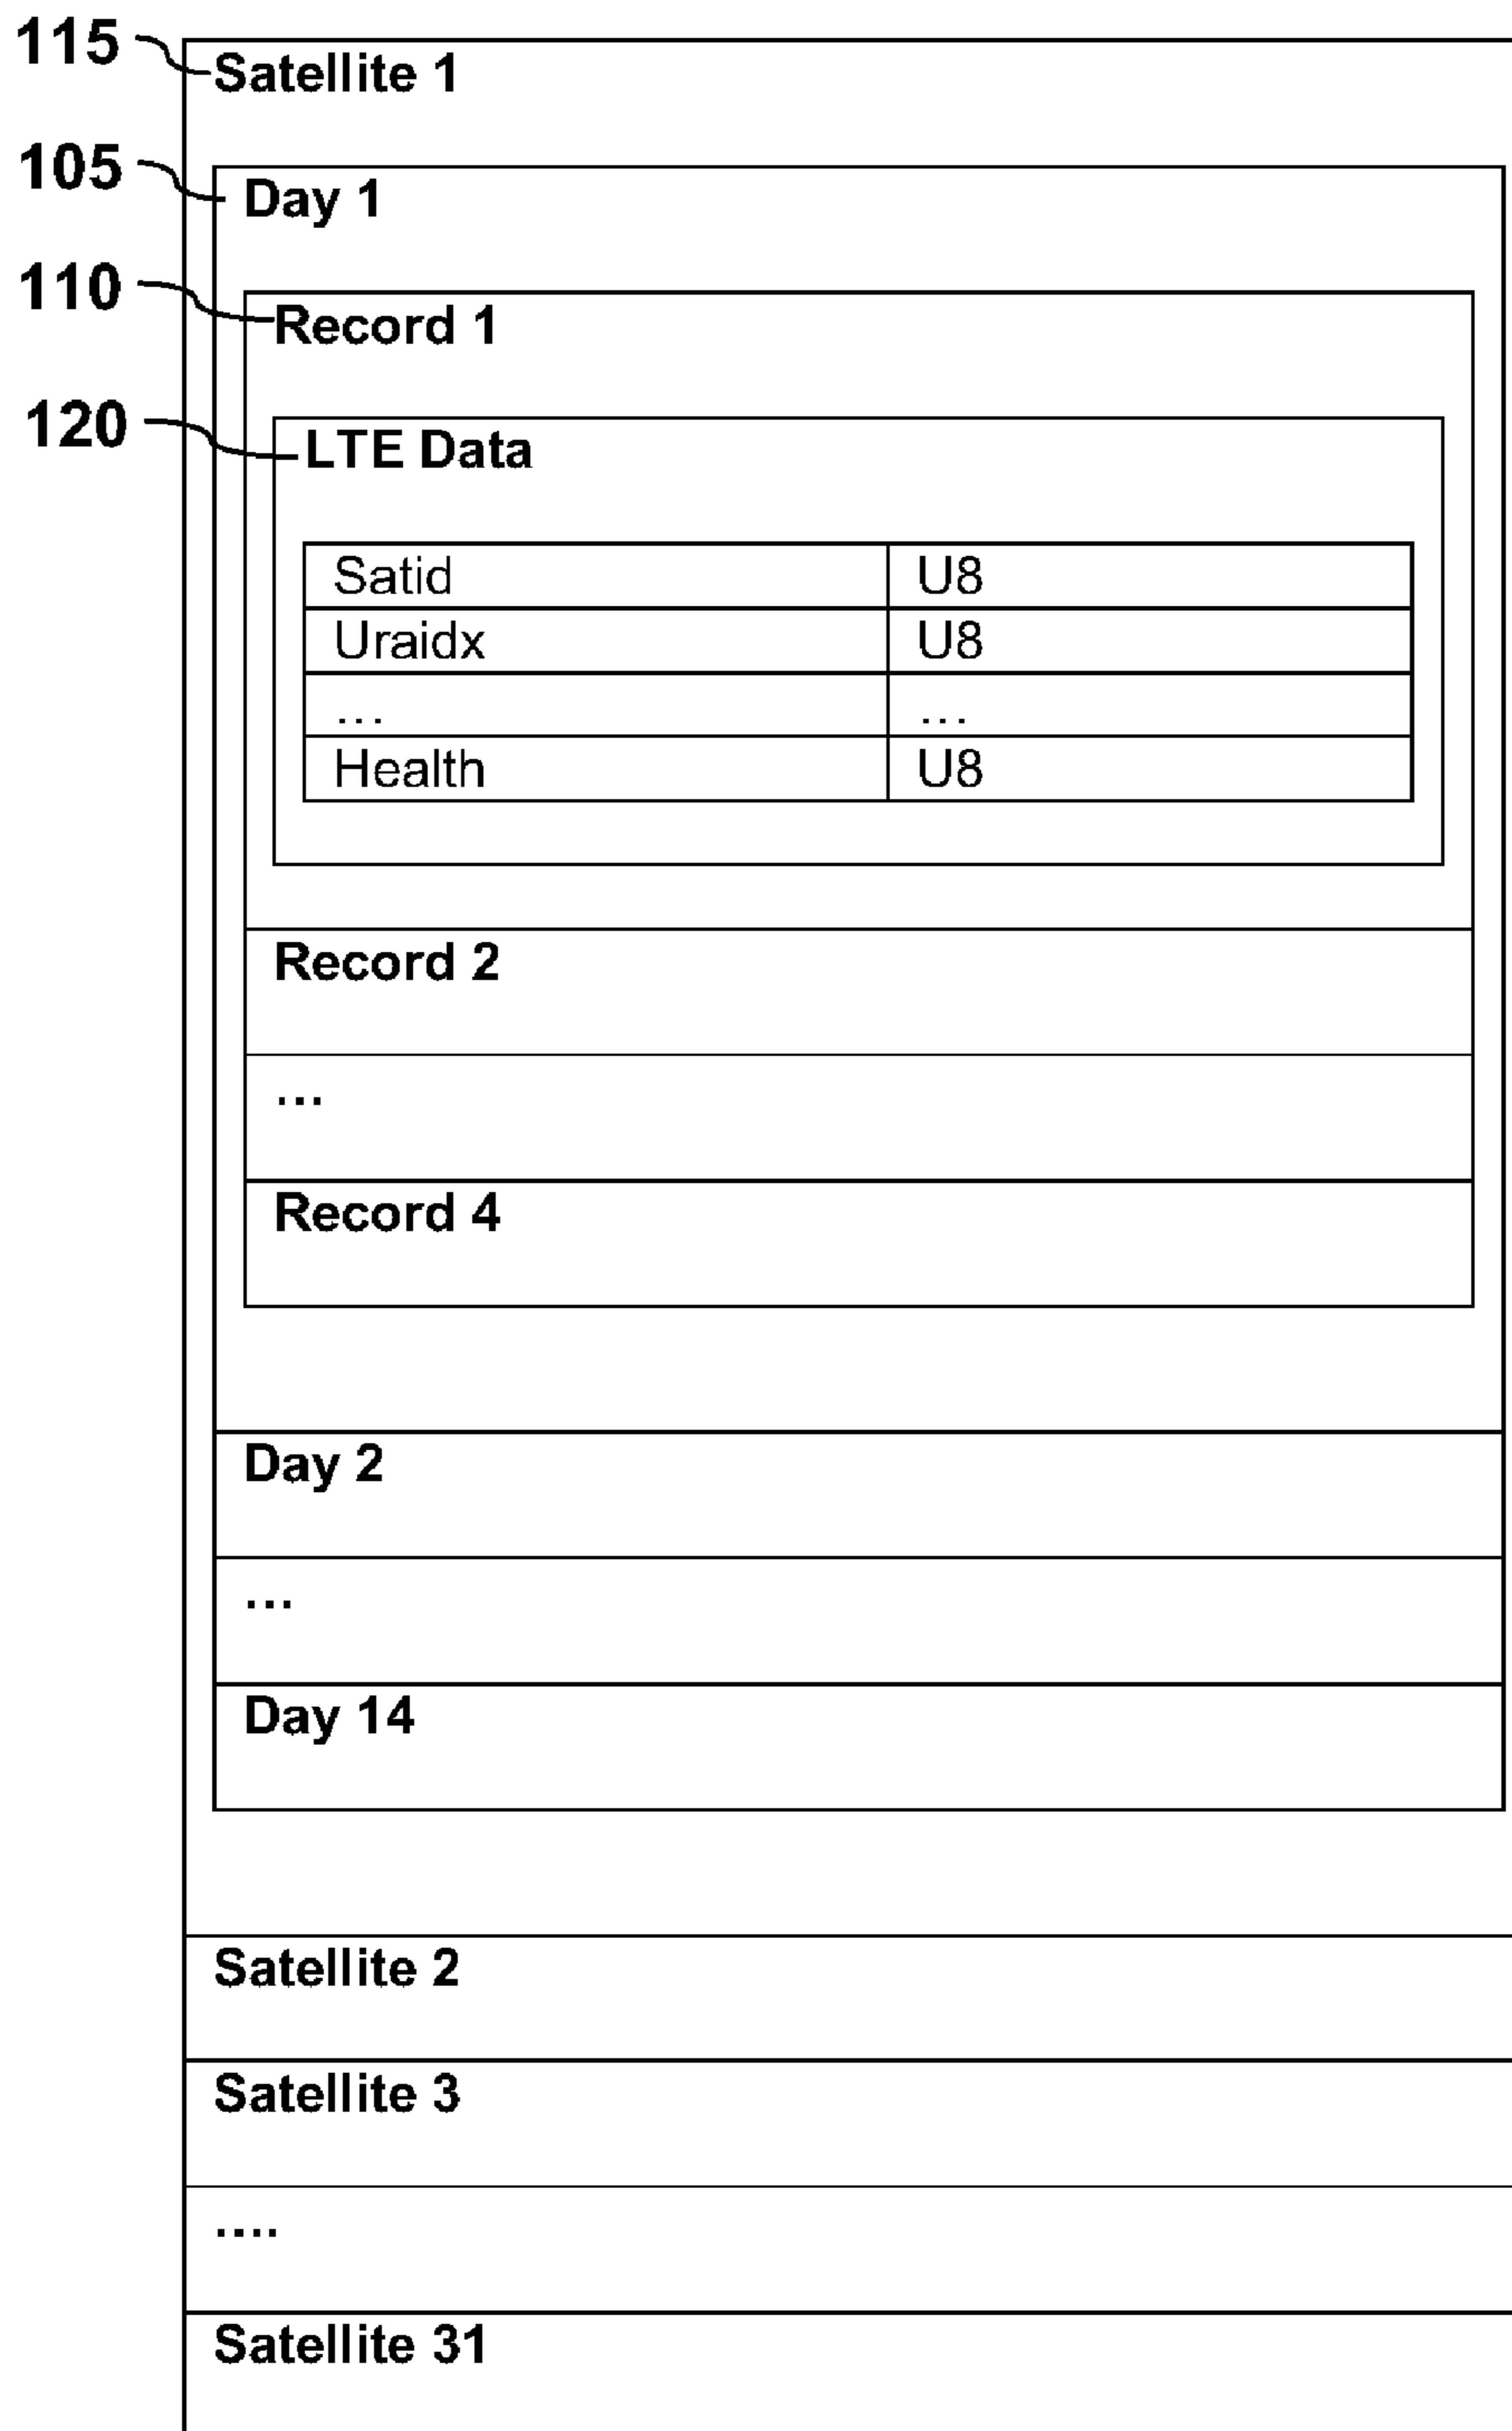 115 Satellite 1
105 Day 1
110 Record 1
120 LTE Data
Satid U8
Uraidx U8
... ...
Health U8
Record 2
...
Record 4
Day 2
...
Day 14
Satellite 2
Satellite 3
....
Satellite 31